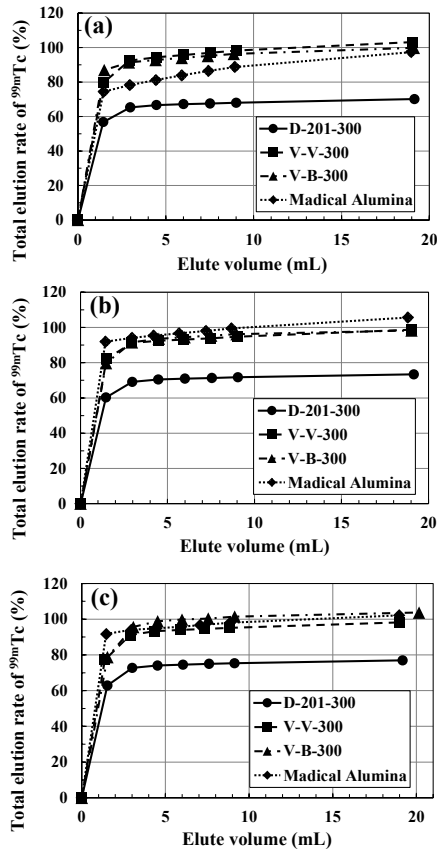 (a)
Total elution rate of ⁹⁹ᵐTc (%)
120
100
80
60
40
20
0
D-201-300
V-V-300
V-B-300
Madical Alumina
0 5 10 15 20
Elute volume (mL)
(b)
Total elution rate of ⁹⁹ᵐTc (%)
120
100
80
60
40
20
0
D-201-300
V-V-300
V-B-300
Madical Alumina
0 5 10 15 20
Elute volume (mL)
(c)
Total elution rate of ⁹⁹ᵐTc (%)
120
100
80
60
40
20
0
D-201-300
V-V-300
V-B-300
Madical Alumina
0 5 10 15 20
Elute volume (mL)